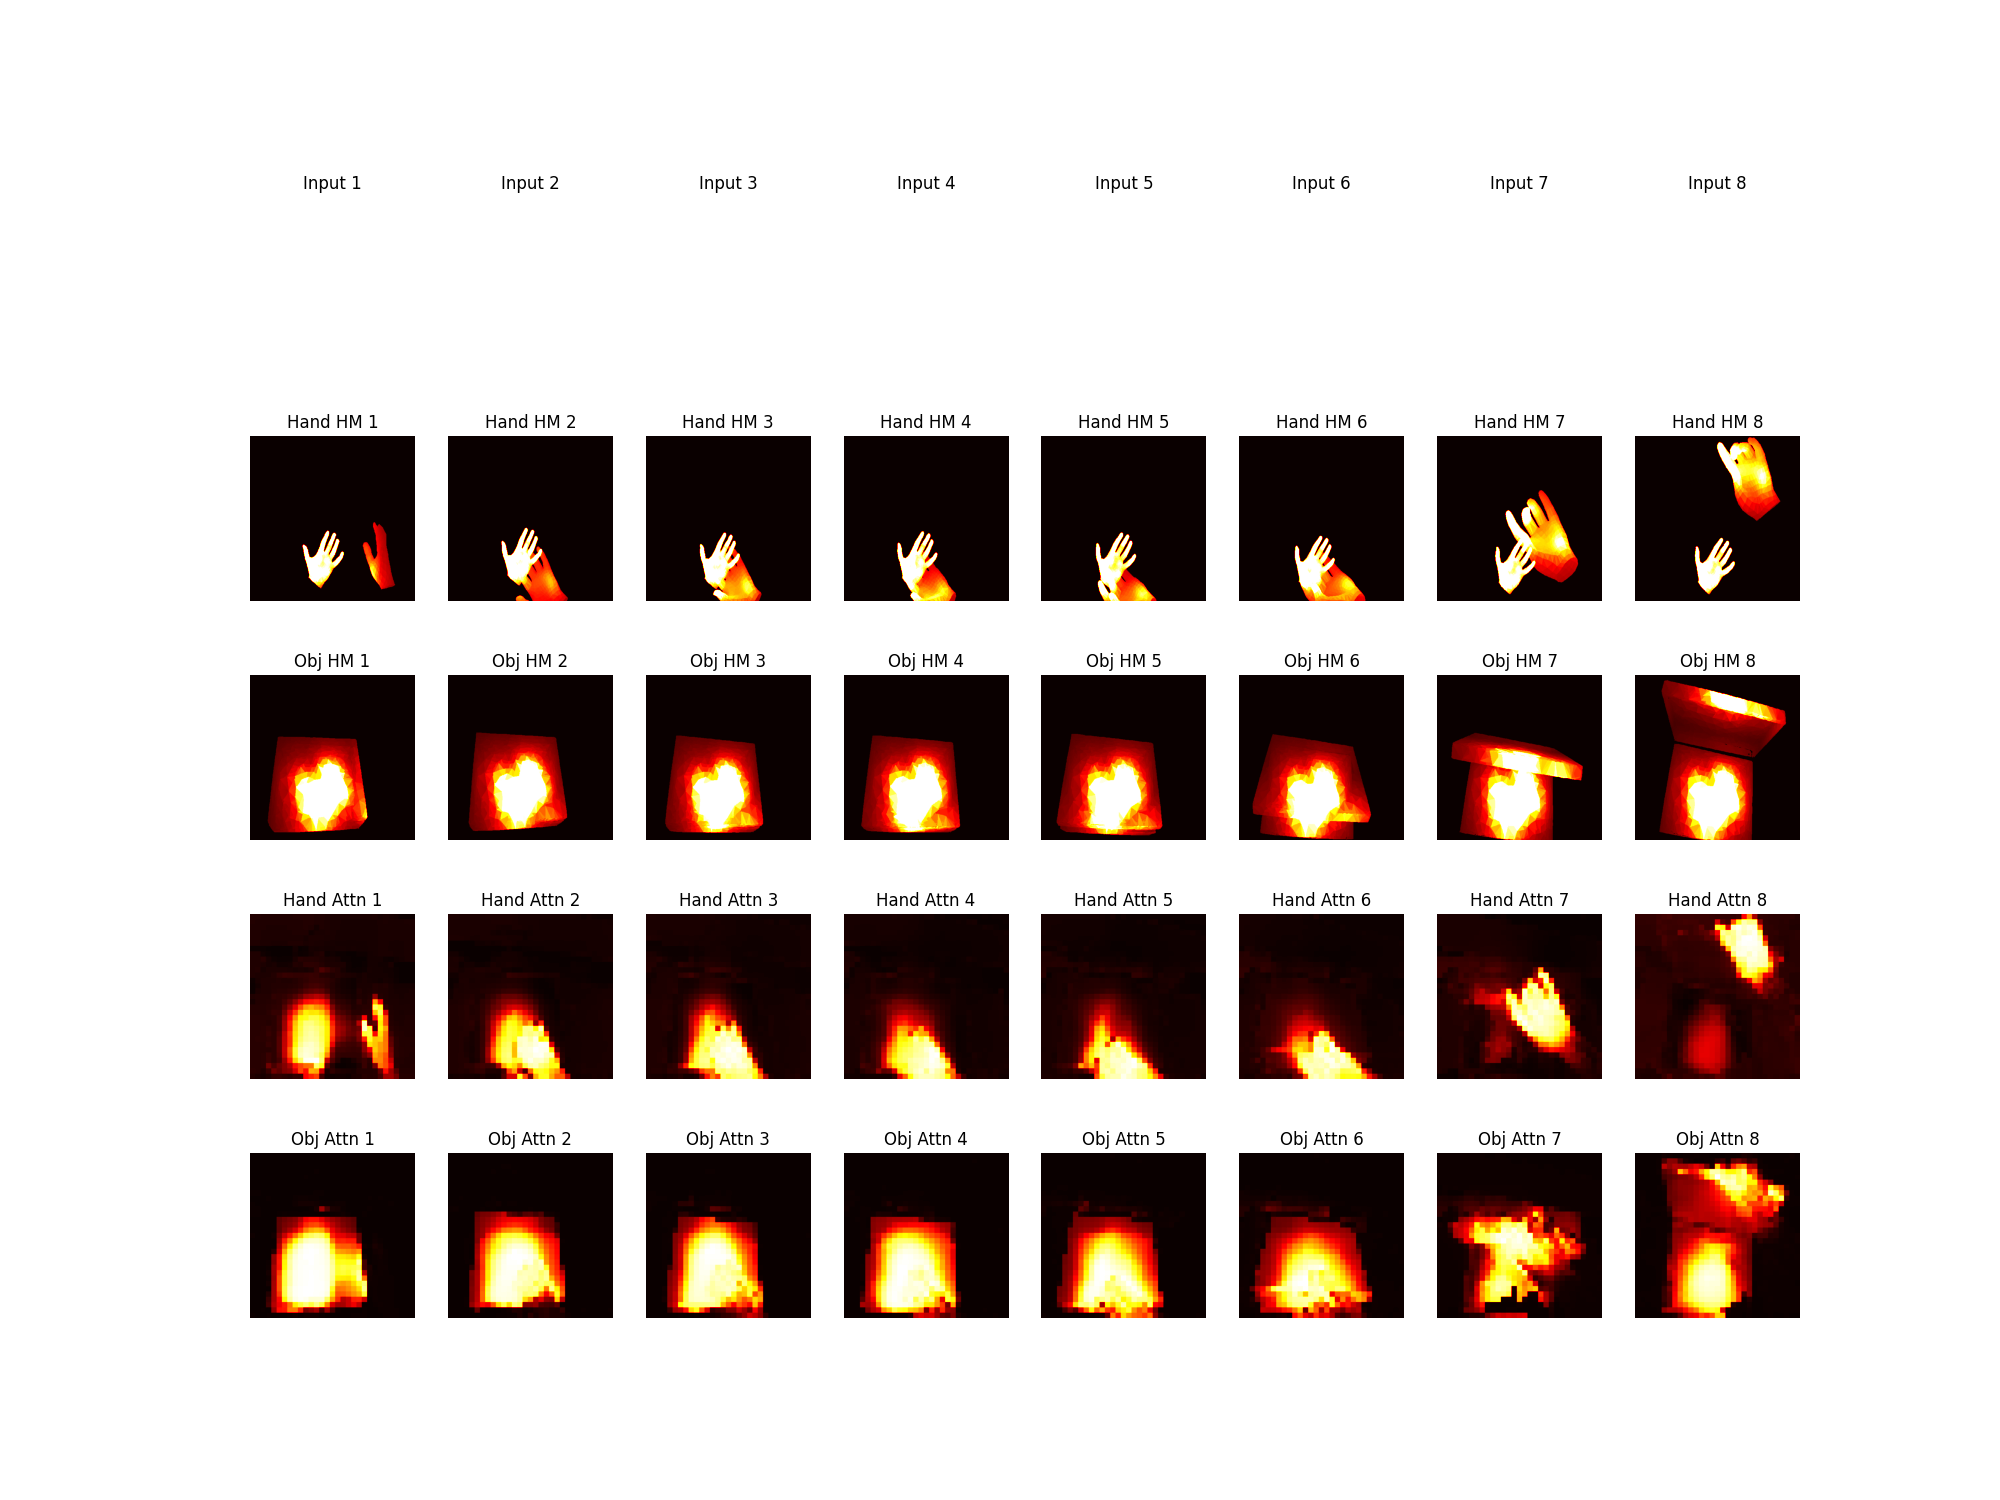 Input 1 Input 2 Input 3 Input 4 Input 5 Input 6 Input 7 Input 8
Hand HM 1 Hand HM 2 Hand HM 3 Hand HM 4 Hand HM 5 Hand HM 6 Hand HM 7 Hand HM 8
Obj HM 1 Obj HM 2 Obj HM 3 Obj HM 4 Obj HM 5 Obj HM 6 Obj HM 7 Obj HM 8
Hand Attn 1 Hand Attn 2 Hand Attn 3 Hand Attn 4 Hand Attn 5 Hand Attn 6 Hand Attn 7 Hand Attn 8
Obj Attn 1 Obj Attn 2 Obj Attn 3 Obj Attn 4 Obj Attn 5 Obj Attn 6 Obj Attn 7 Obj Attn 8